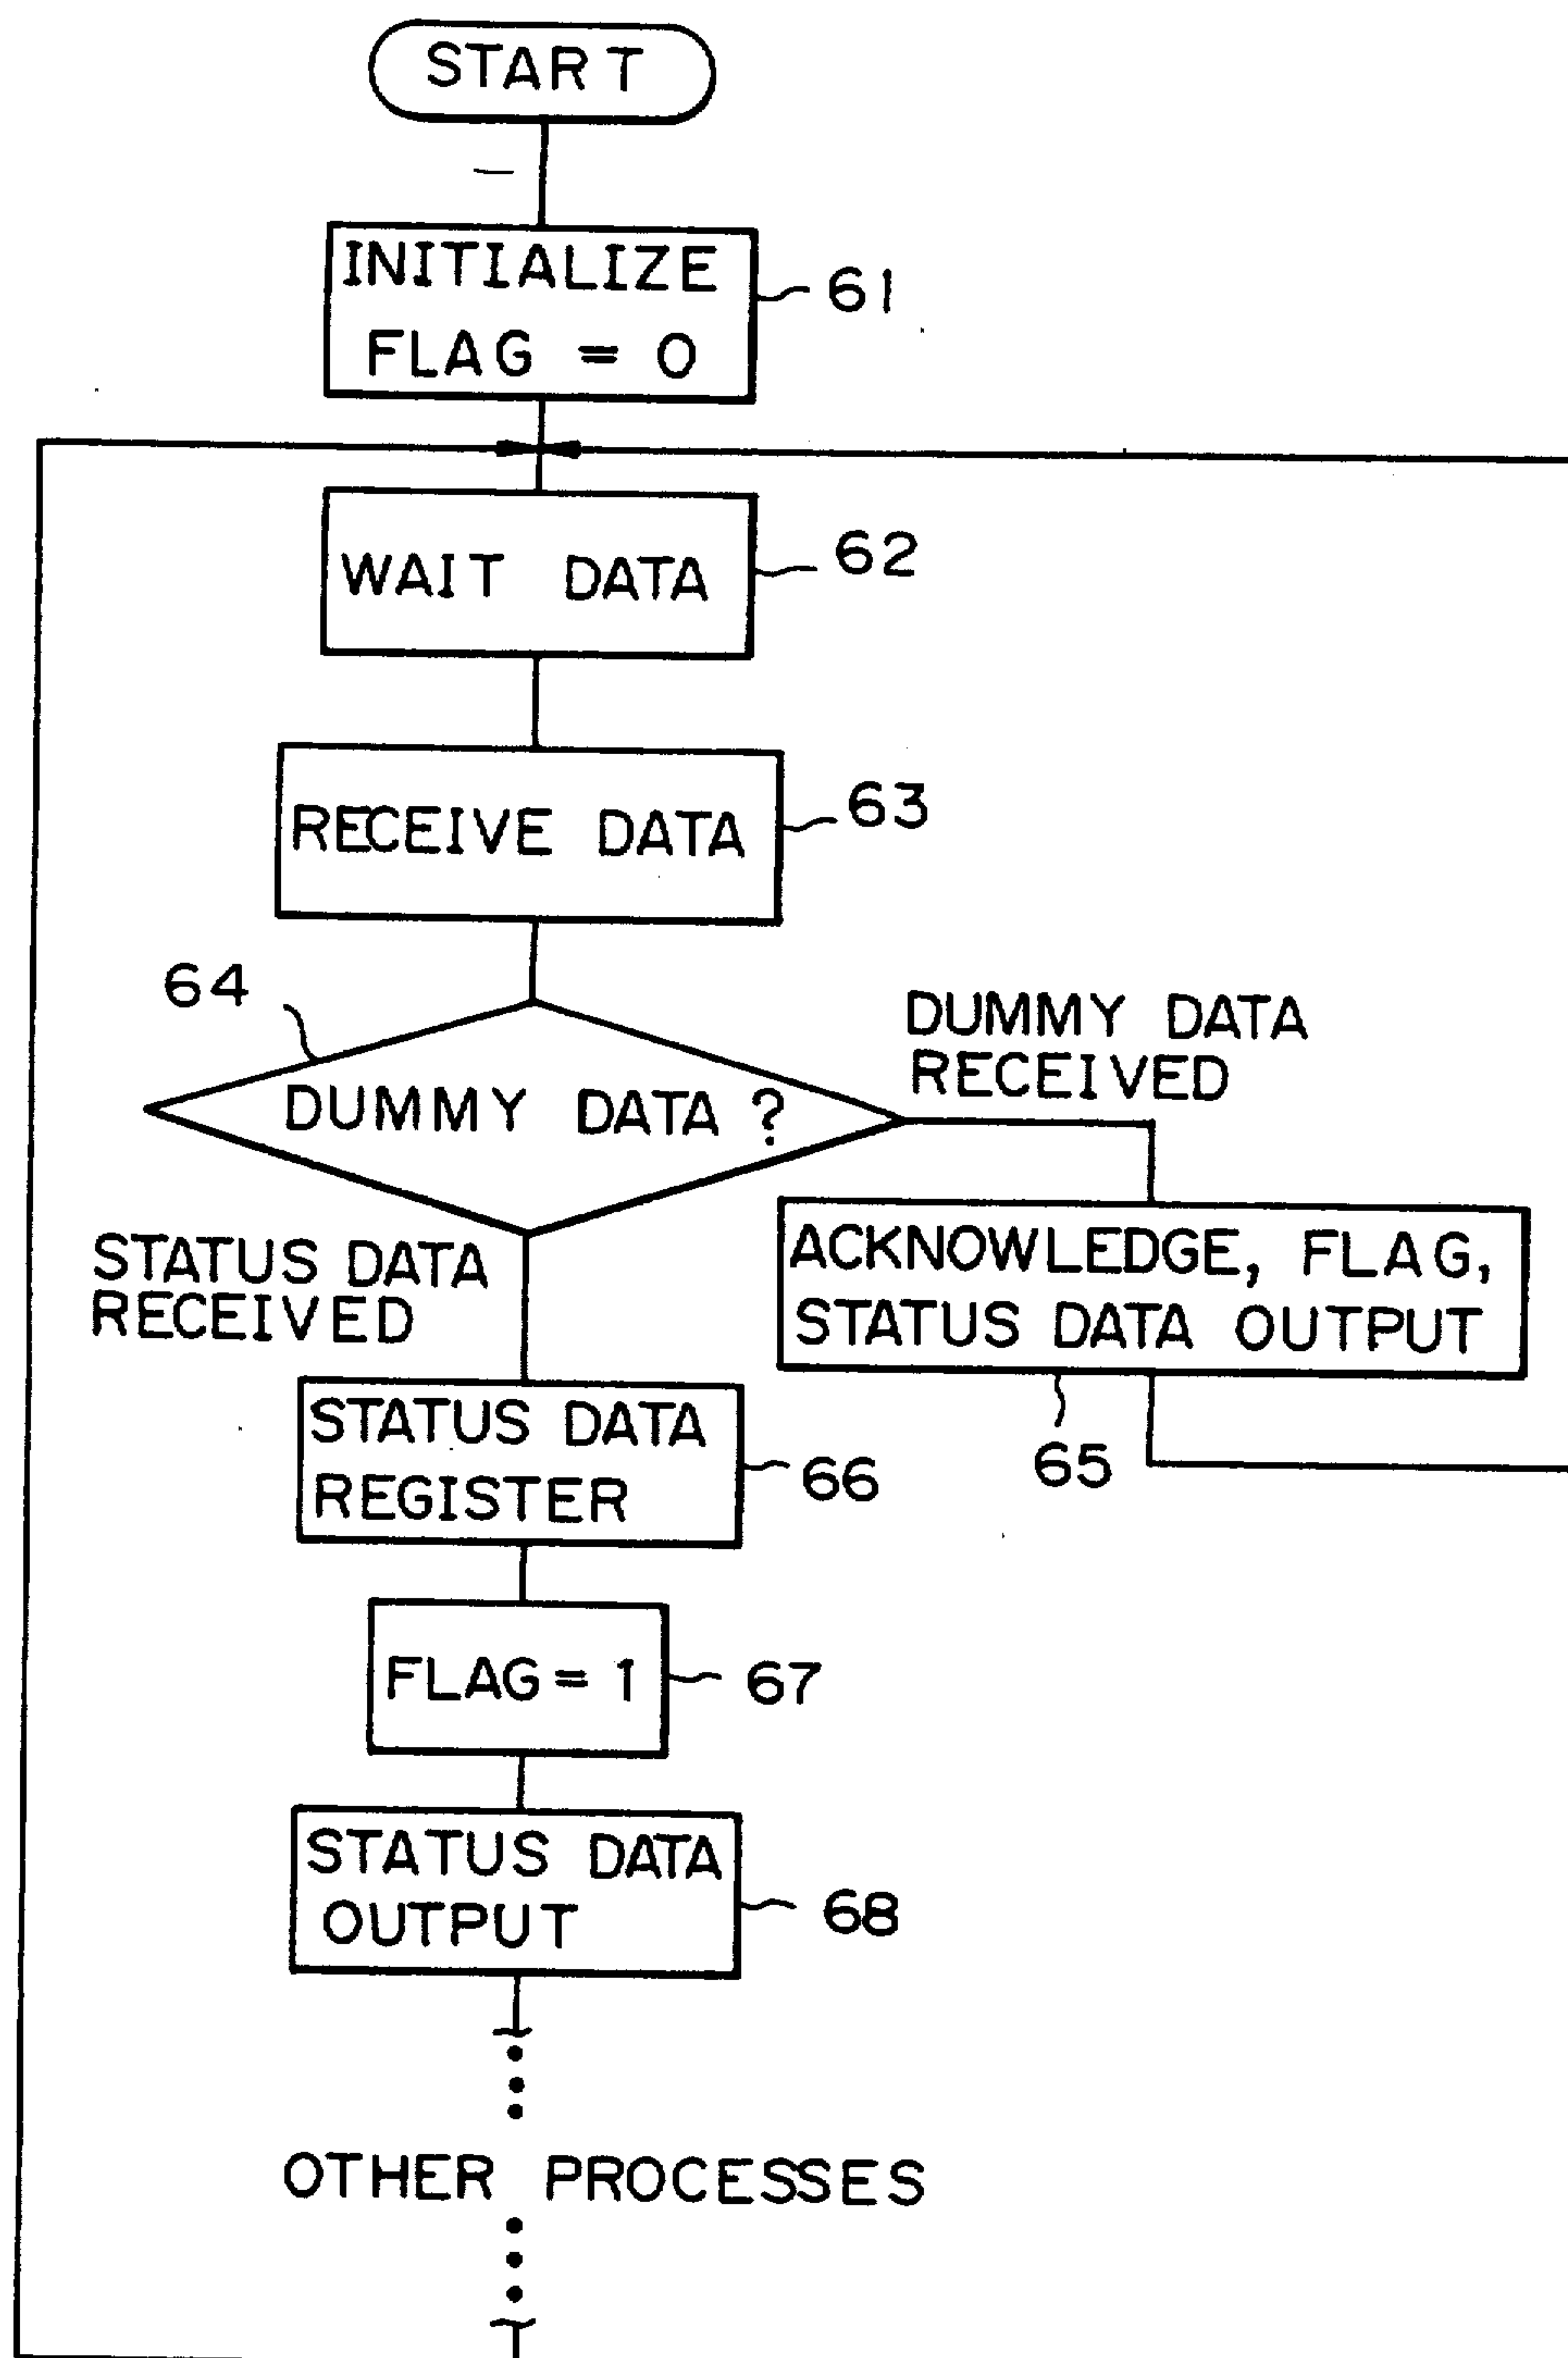 START
INITIALIZE
FLAG = 0
61
WAIT DATA
62
RECEIVE DATA
63
64
DUMMY DATA ?
DUMMY DATA
RECEIVED
STATUS DATA
RECEIVED
ACKNOWLEDGE, FLAG,
STATUS DATA OUTPUT
65
STATUS DATA
REGISTER
66
FLAG = 1
67
STATUS DATA
OUTPUT
68
OTHER PROCESSES